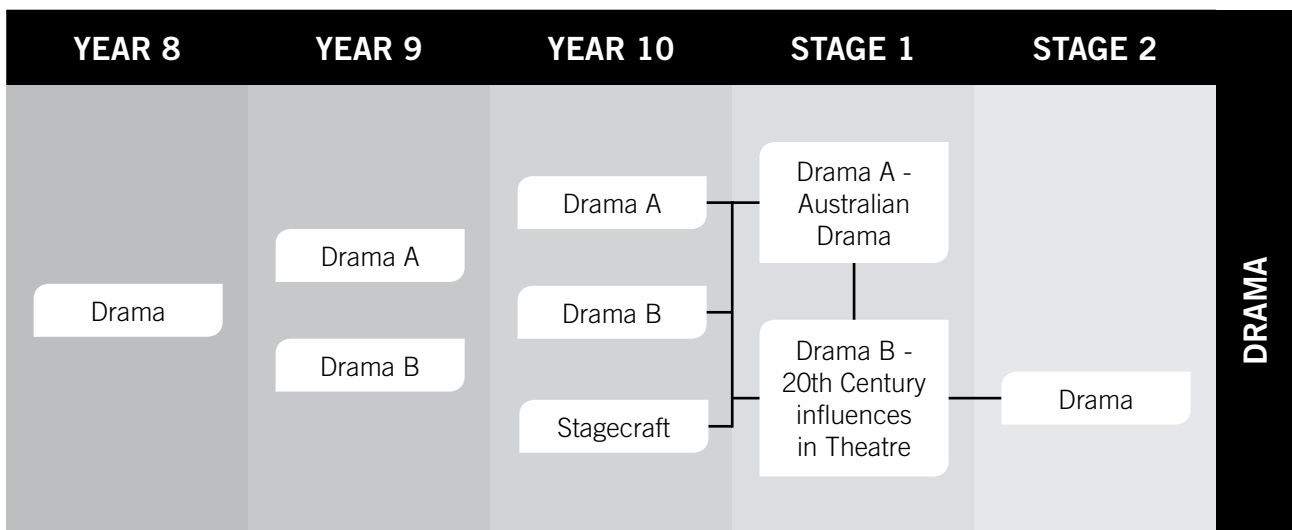 YEAR 8
YEAR 9
YEAR 10
STAGE 1
STAGE 2
Drama
Drama A
Drama B
Drama A
Drama B
Stagecraft
Drama A -
Australian
Drama
Drama B -
20th Century
influences
in Theatre
Drama
DRAMA